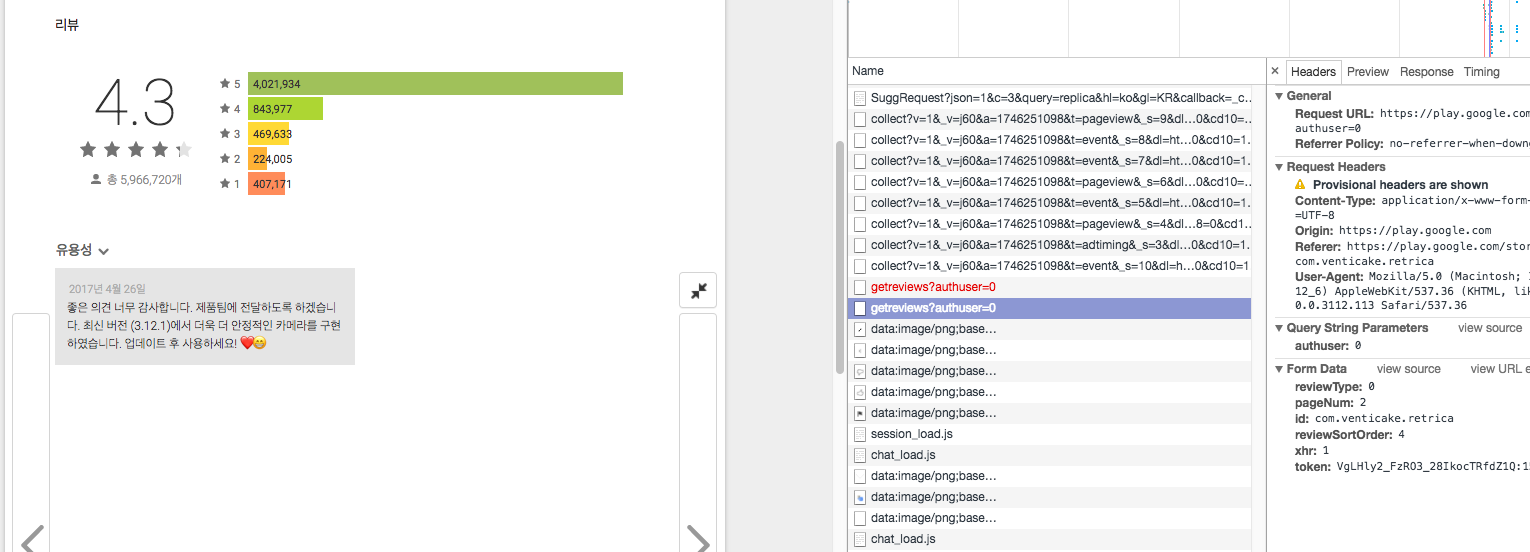 리뷰
4.3
총 5,966,720개
5 4,021,934
4 843,977
3 469,633
2 224,005
1 407,171
유용성
2017년 4월 26일
좋은 의견 너무 감사합니다. 제품팀에 전달하도록 하겠습니
다. 최신 버전 (3.12.1)에서 더욱 더 안정적인 카메라를 구현
하였습니다. 업데이트 후 사용하세요! ❤️😁
Name
SuggRequest?json=1&c=3&query=replica&hl=ko&gl=KR&callback=_c...
collect?v=1&_v=j60&a=1746251098&t=pageview&_s=9&dl...0&cd10=1..
collect?v=1&_v=j60&a=1746251098&t=event&_s=8&dl=ht...0&cd10=1..
collect?v=1&_v=j60&a=1746251098&t=event&_s=7&dl=ht...0&cd10=1..
collect?v=1&_v=j60&a=1746251098&t=pageview&_s=6&dl...0&cd10=..
collect?v=1&_v=j60&a=1746251098&t=event&_s=5&dl=ht...0&cd10=1..
collect?v=1&_v=j60&a=1746251098&t=pageview&_s=4&dl...8=0&cd1...
collect?v=1&_v=j60&a=1746251098&t=adtiming&_s=3&dl...0&cd10=1..
collect?v=1&_v=j60&a=1746251098&t=event&_s=10&dl=h...0&cd10=1
getreviews?authuser=0
getreviews?authuser=0
data:image/png;base...
data:image/png;base...
data:image/png;base...
data:image/png;base...
data:image/png;base...
session_load.js
chat_load.js
data:image/png;base...
data:image/png;base...
data:image/png;base...
chat_load.js
× Headers Preview Response Timing
General
Request URL: https://play.google.com
authuser=0
Referrer Policy: no-referrer-when-down
Request Headers
Provisional headers are shown
Content-Type: application/x-www-form-
=UTF-8
Origin: https://play.google.com
Referer: https://play.google.com/stor
com.venticake.retrica
User-Agent: Mozilla/5.0 (Macintosh; I
12_6) AppleWebKit/537.36 (KHTML, lik
0.0.3112.113 Safari/537.36
Query String Parameters view source
authuser: 0
Form Data view source view URL e
reviewType: 0
pageNum: 2
id: com.venticake.retrica
reviewSortOrder: 4
xhr: 1
token: VgLHly2_FzRO3_28IkocTRfdZ1Q:1